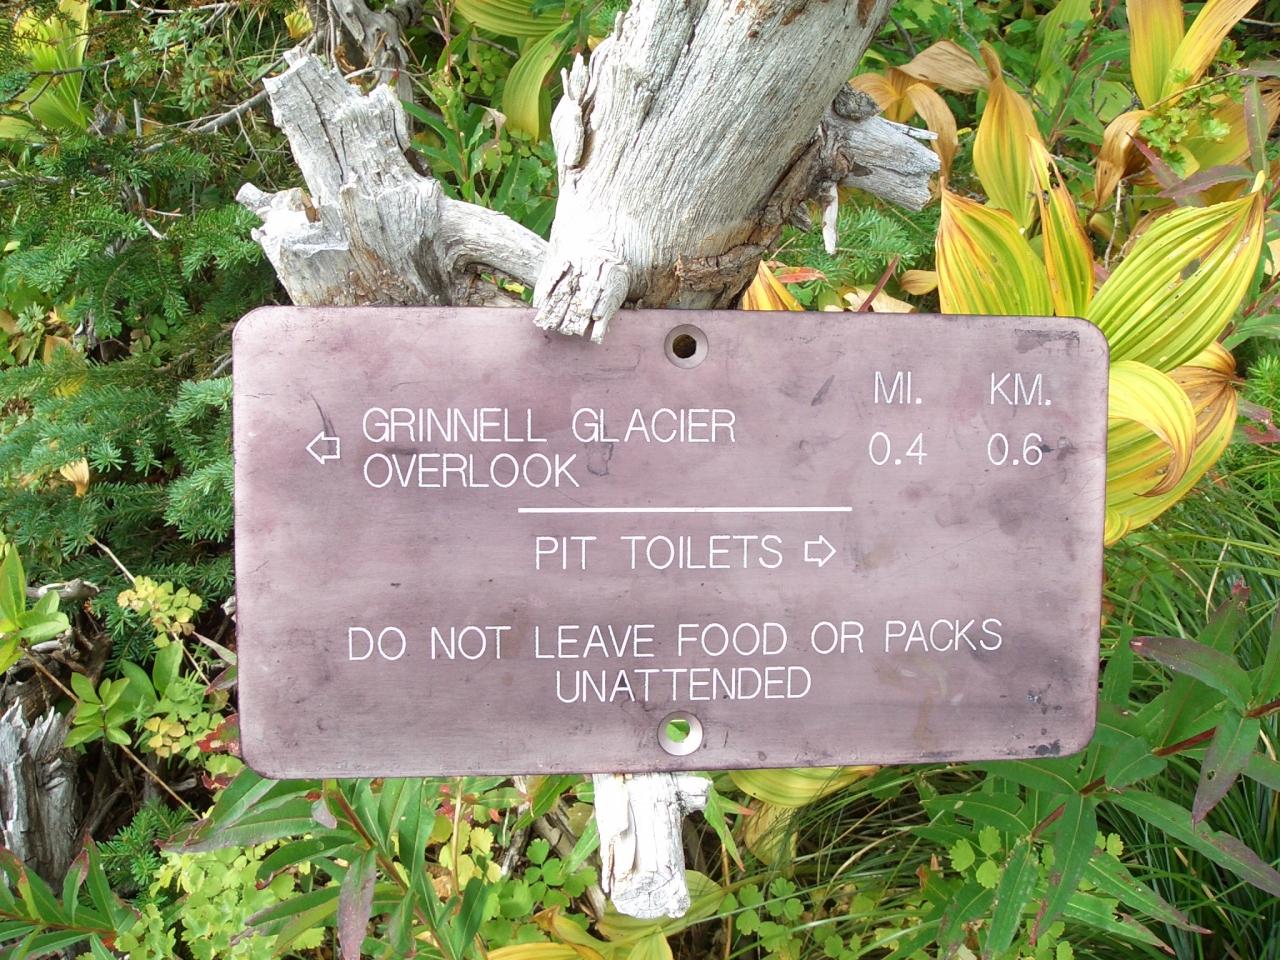 MI. KM.
GRINNELL GLACIER 0.4 0.6
OVERLOOK
PIT TOILETS
DO NOT LEAVE FOOD OR PACKS
UNATTENDED